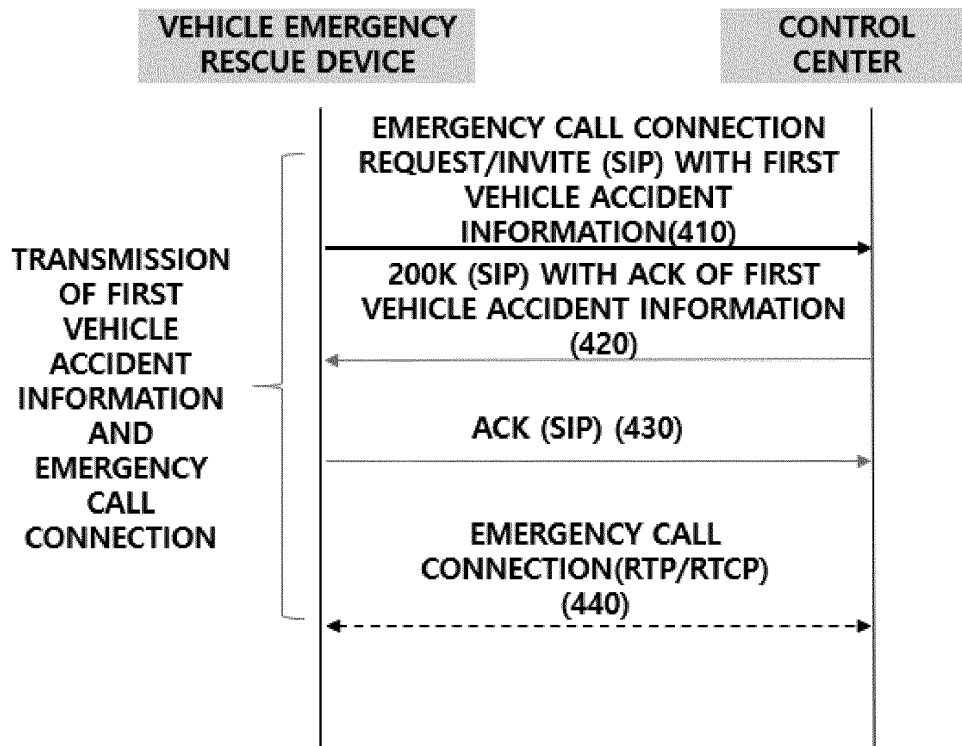 VEHICLE EMERGENCY
RESCUE DEVICE
CONTROL
CENTER
EMERGENCY CALL CONNECTION
REQUEST/INVITE (SIP) WITH FIRST
VEHICLE ACCIDENT
INFORMATION(410)
200K (SIP) WITH ACK OF FIRST
VEHICLE ACCIDENT INFORMATION
(420)
ACK (SIP) (430)
EMERGENCY CALL
CONNECTION(RTP/RTCP)
(440)
TRANSMISSION
OF FIRST
VEHICLE
ACCIDENT
INFORMATION
AND
EMERGENCY
CALL
CONNECTION